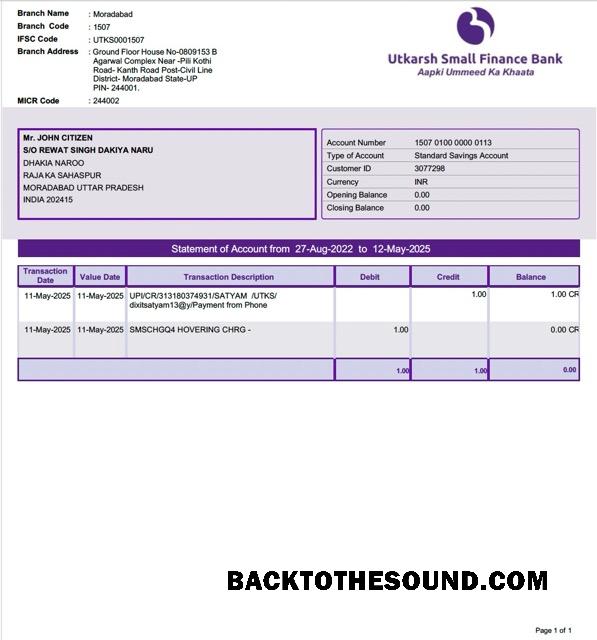 Branch Name : Moradabad
Branch Code : 1507
IFSC Code : UTKS0001507
Branch Address : Ground Floor House No-0809153 B
Agarwal Complex Near -Pili Kothi
Road- Kanth Road Post-Civil Line
District- Moradabad State-UP
PIN- 244001.
MICR Code : 244002
Utkarsh Small Finance Bank
Aapki Ummeed Ka Khaata
Mr. JOHN CITIZEN
S/O REWAT SINGH DAKIYA NARU
DHAKIA NAROO
RAJA KA SAHASPUR
MORADABAD UTTAR PRADESH
INDIA 202415
Account Number 1507 0100 0000 0113
Type of Account Standard Savings Account
Customer ID 3077298
Currency INR
Opening Balance 0.00
Closing Balance 0.00
Statement of Account from 27-Aug-2022 to 12-May-2025
Transaction Date Value Date Transaction Description Debit Credit Balance
11-May-2025 11-May-2025 UPI/CR/313180374931/SATYAM /UTKS/ 1.00 1.00 CR
dixitsatyam13@y/Payment from Phone
11-May-2025 11-May-2025 SMSCHGQ4 HOVERING CHRG - 1.00 0.00 CR
1.00 1.00 0.00
BACKTOTHESOUND.COM
Page 1 of 1